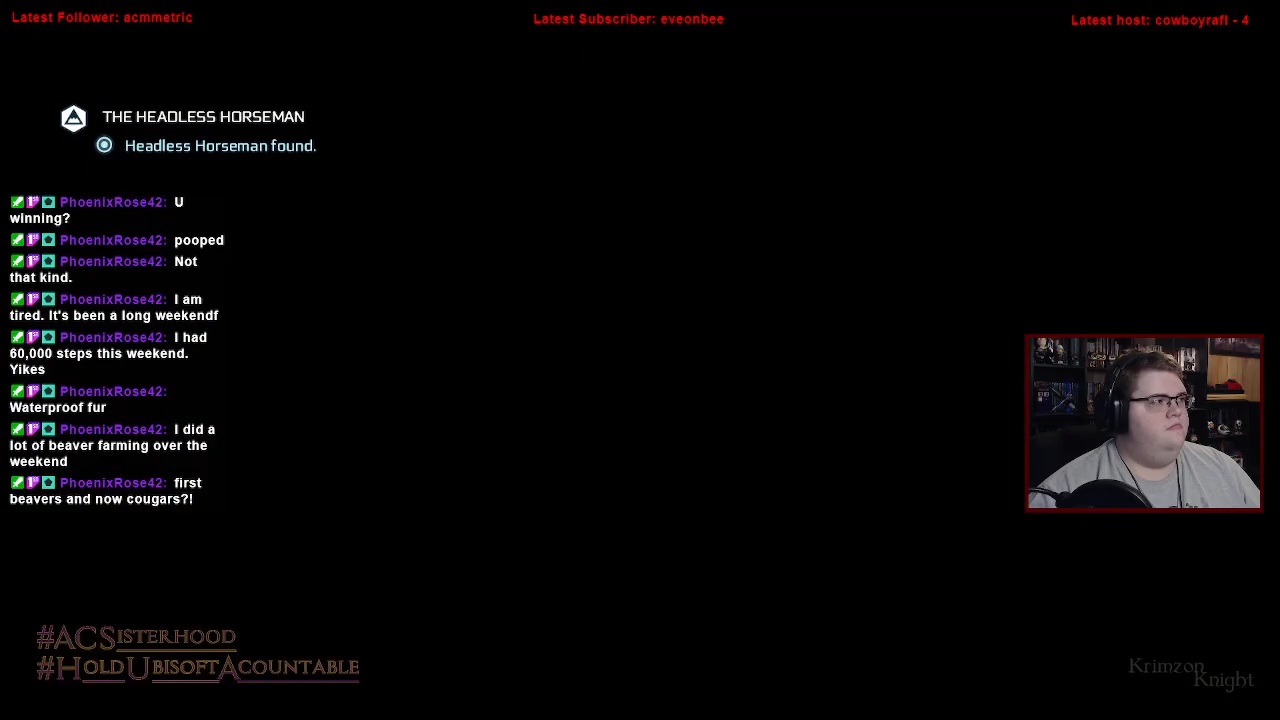 Latest Follower: acmmetric
Latest Subscriber: eveonbee
Latest host: cowboyrafi - 4
THE HEADLESS HORSEMAN
Headless Horseman found.
PhoenixRose42: U
winning?
PhoenixRose42: pooped
PhoenixRose42: Not
that kind.
PhoenixRose42: I am
tired. It's been a long weekendf
PhoenixRose42: I had
60,000 steps this weekend.
Yikes
PhoenixRose42:
Waterproof fur
PhoenixRose42: I did a
lot of beaver farming over the
weekend
PhoenixRose42: first
beavers and now cougars?!
#ACSisterhood
#HoldUbisoftAcountable
Krimzon
Knight